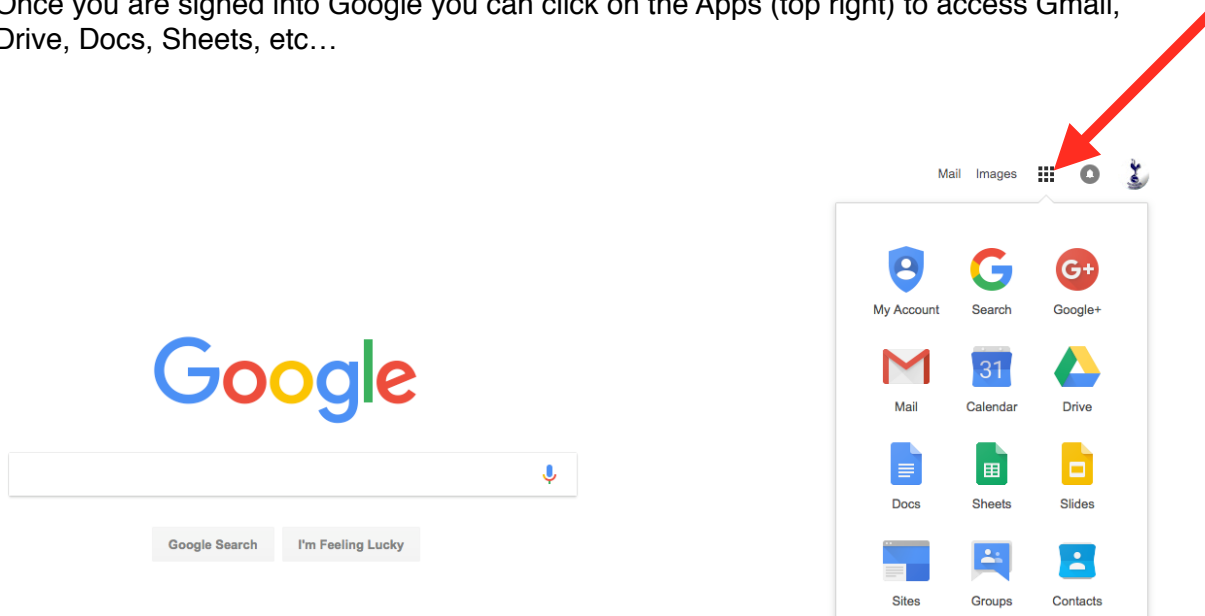 Once you are signed into Google you can click on the Apps (top right) to access Gmail,
Drive, Docs, Sheets, etc…
Mail Images
G+
My Account Search Google+
Google
31
Mail Calendar Drive
Docs Sheets Slides
Google Search I'm Feeling Lucky
Sites Groups Contacts